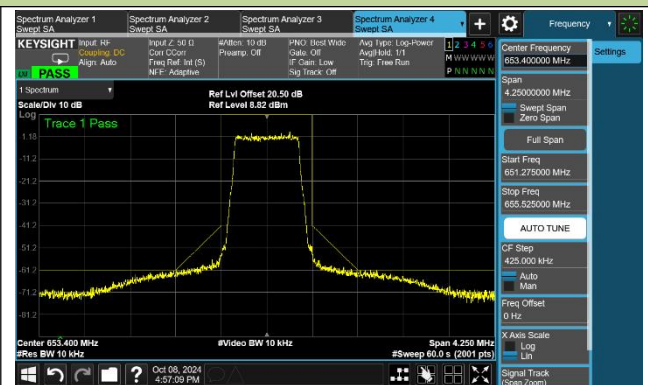 Spectrum Analyzer 1
Swept SA
Spectrum Analyzer 2
Swept SA
Spectrum Analyzer 3
Swept SA
Spectrum Analyzer 4
Swept SA
+
Frequency
KEYSIGHT
Input: RF
Coupling: DC
Align: Auto
Input Z: 50 Ω
Corr CCorr
Freq Ref: Int (S)
NFE: Adaptive
#Atten: 10 dB
Preamp: Off
PNO: Best Wide
Gate: Off
IF Gain: Low
Sig Track: Off
Avg Type: Log-Power
Avg|Hold: 1/1
Trig: Free Run
1 2 3 4 5 6
M W W W W W
P N N N N N
PASS
1 Spectrum
Scale/Div 10 dB
Ref Lvl Offset 20.50 dB
Ref Level 8.82 dBm
Log
Trace 1 Pass
1.18
-11.2
-21.2
-31.2
-41.2
-51.2
-61.2
-71.2
-81.2
Center 653.400 MHz
#Res BW 10 kHz
#Video BW 10 kHz
Span 4.250 MHz
#Sweep 60.0 s (2001 pts)
Oct 08, 2024
4:57:09 PM
Center Frequency
653.400000 MHz
Settings
Span
4.25000000 MHz
Swept Span
Zero Span
Full Span
Start Freq
651.275000 MHz
Stop Freq
655.525000 MHz
AUTO TUNE
CF Step
425.000 kHz
Auto
Man
Freq Offset
0 Hz
X Axis Scale
Log
Lin
Signal Track
(Span Zoom)